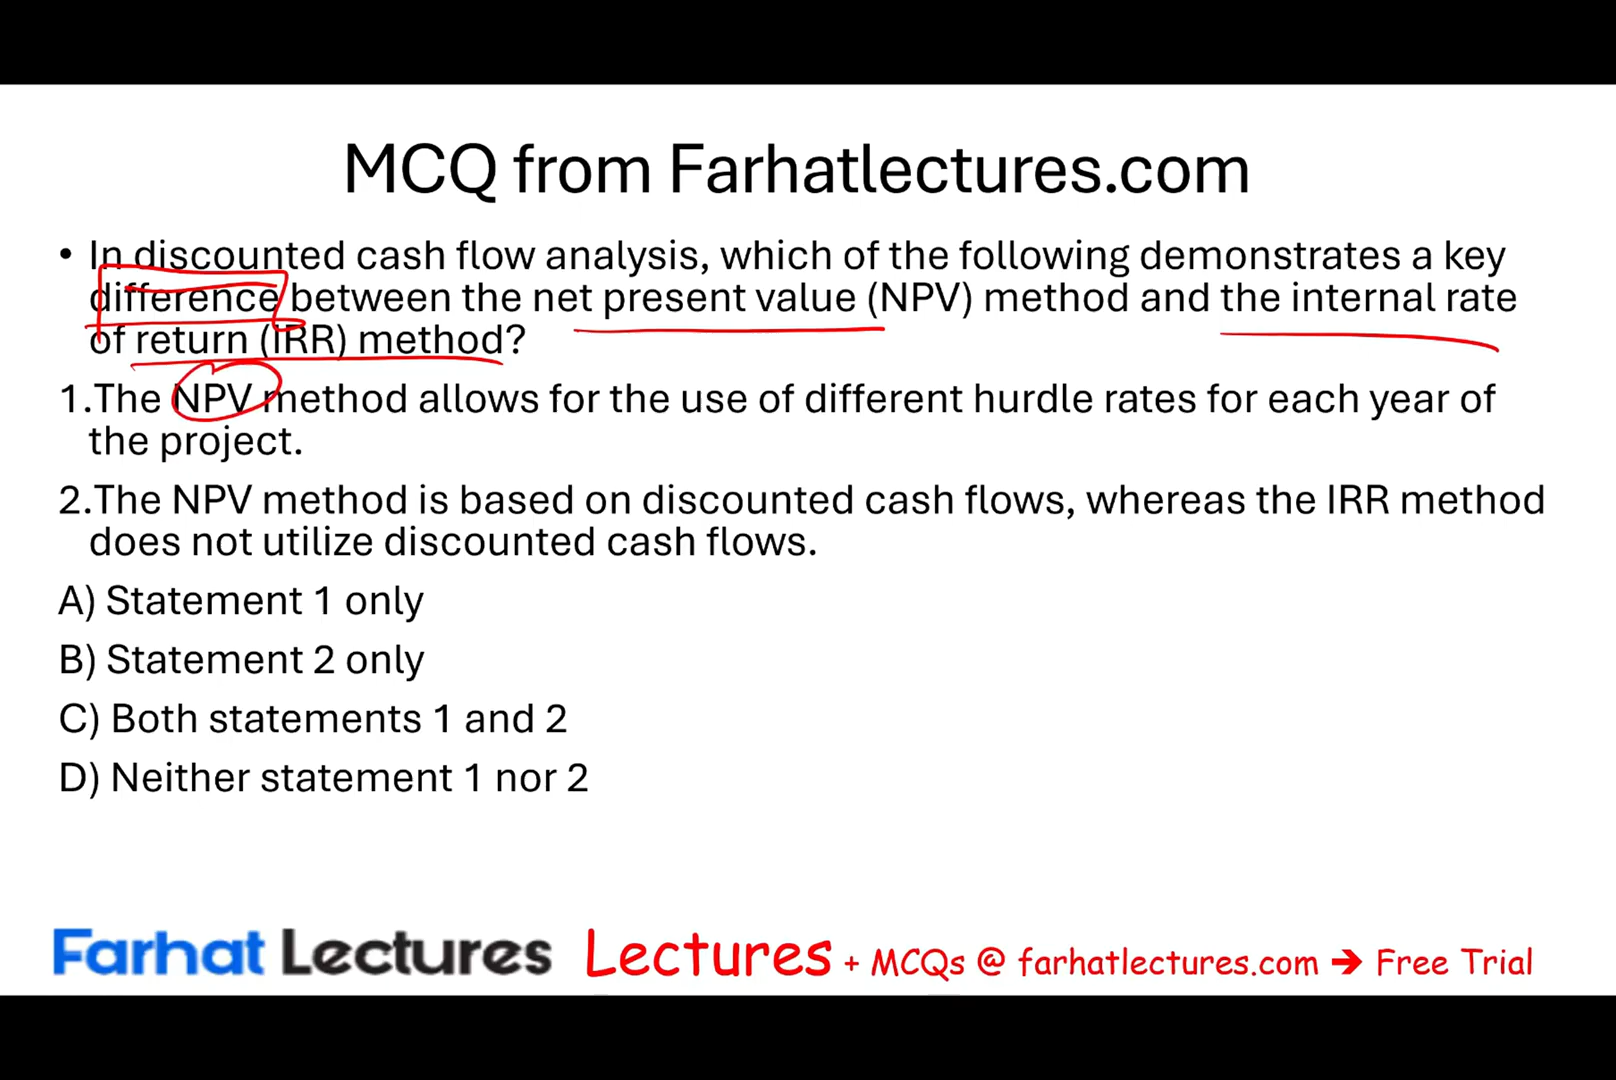 MCQ from Farhatlectures.com
• In discounted cash flow analysis, which of the following demonstrates a key
difference between the net present value (NPV) method and the internal rate
of return (IRR) method?
1.The NPV method allows for the use of different hurdle rates for each year of
the project.
2.The NPV method is based on discounted cash flows, whereas the IRR method
does not utilize discounted cash flows.
A) Statement 1 only
B) Statement 2 only
C) Both statements 1 and 2
D) Neither statement 1 nor 2
Farhat Lectures Lectures + MCQs @ farhatlectures.com → Free Trial